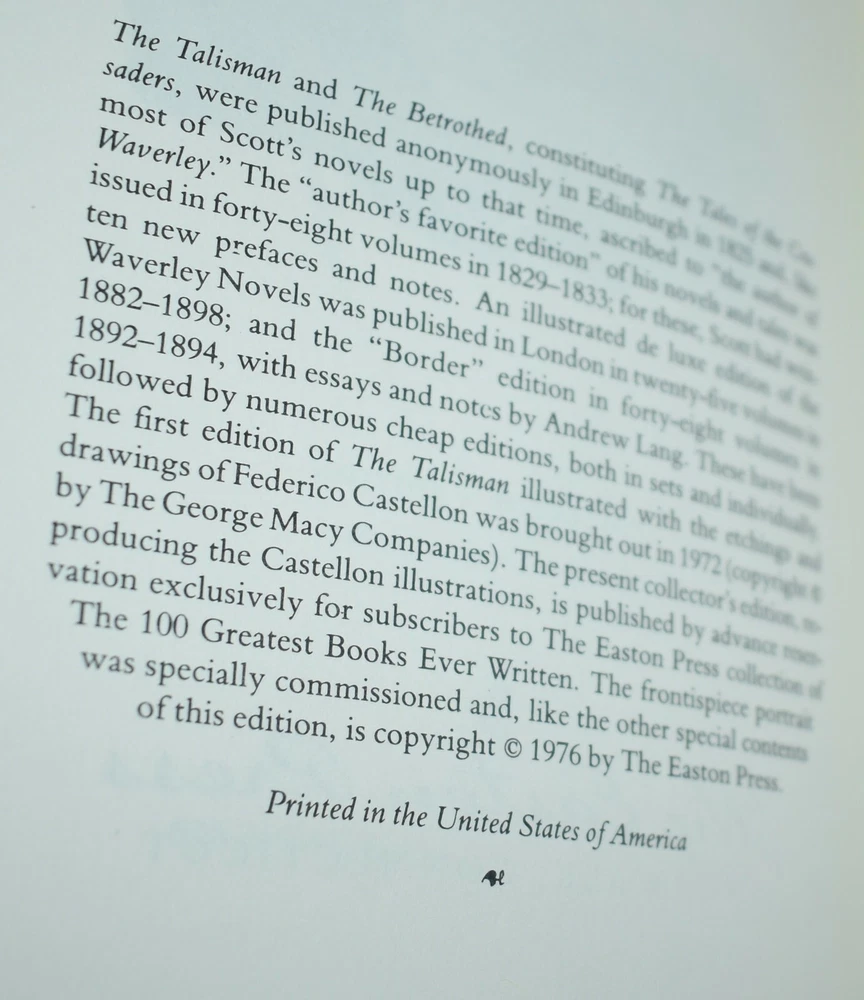 The Talisman and The Betrothed, constituting The Tales of the Cru-
saders, were published anonymously in Edinburgh in 1825 and, like
most of Scott's novels up to that time, ascribed to "the author of
Waverley." The "author's favorite edition" of his novels and tales was
issued in forty-eight volumes in 1829–1833; for these, Scott had writ-
ten new prefaces and notes. An illustrated de luxe edition of the
Waverley Novels was published in London in twenty-five volumes in
1882–1898; and the "Border" edition in forty-eight volumes in
1892–1894, with essays and notes by Andrew Lang. These have been
followed by numerous cheap editions, both in sets and individually.
The first edition of The Talisman illustrated with the etchings and
drawings of Federico Castellon was brought out in 1972 (copyright ©
by The George Macy Companies). The present collector's edition, re-
producing the Castellon illustrations, is published by advance reser-
vation exclusively for subscribers to The Easton Press collection of
The 100 Greatest Books Ever Written. The frontispiece portrait
was specially commissioned and, like the other special contents
of this edition, is copyright © 1976 by The Easton Press.
Printed in the United States of America